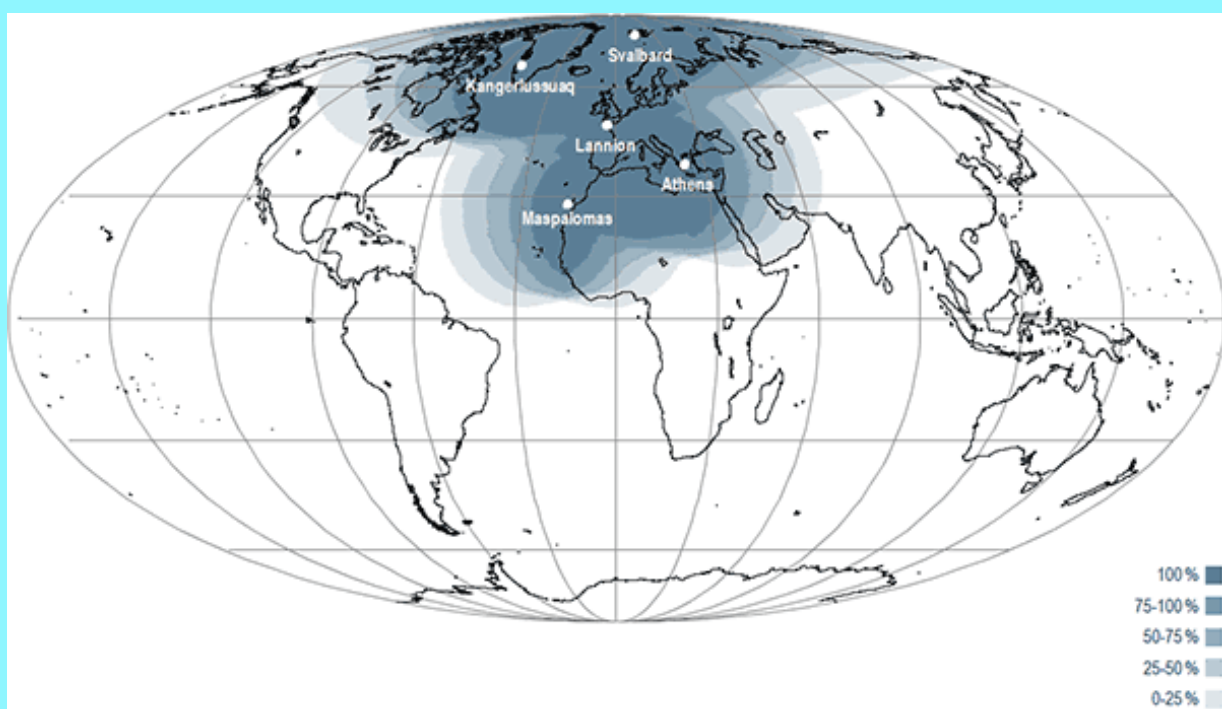 Svalbard
Kangerlussuaq
Lannion
Athens
Maspalomas
100 %
75-100 %
50-75 %
25-50 %
0-25 %